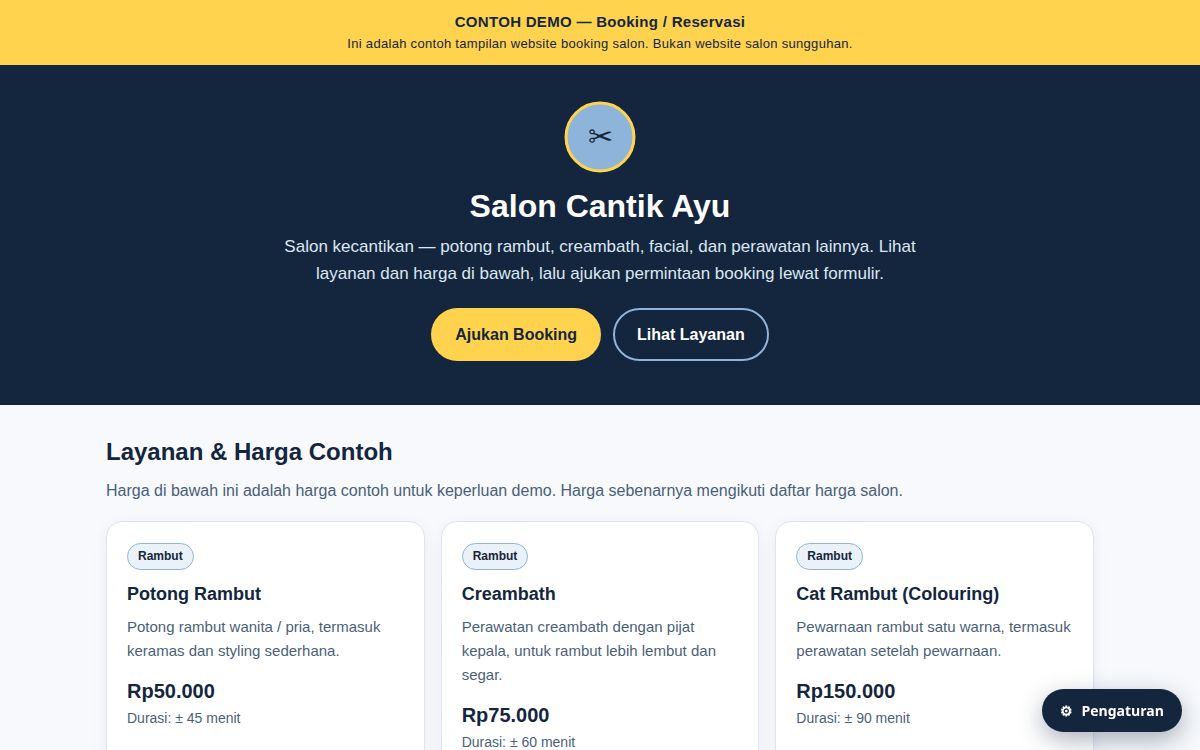 CONTOH DEMO — Booking / Reservasi
Ini adalah contoh tampilan website booking salon. Bukan website salon sungguhan.
Salon Cantik Ayu
Salon kecantikan — potong rambut, creambath, facial, dan perawatan lainnya. Lihat
layanan dan harga di bawah, lalu ajukan permintaan booking lewat formulir.
Ajukan Booking
Lihat Layanan
Layanan & Harga Contoh
Harga di bawah ini adalah harga contoh untuk keperluan demo. Harga sebenarnya mengikuti daftar harga salon.
Rambut
Potong Rambut
Potong rambut wanita / pria, termasuk
keramas dan styling sederhana.
Rp50.000
Durasi: ± 45 menit
Rambut
Creambath
Perawatan creambath dengan pijat
kepala, untuk rambut lebih lembut dan
segar.
Rp75.000
Durasi: ± 60 menit
Rambut
Cat Rambut (Colouring)
Pewarnaan rambut satu warna, termasuk
perawatan setelah pewarnaan.
Rp150.000
Durasi: ± 90 menit
Pengaturan